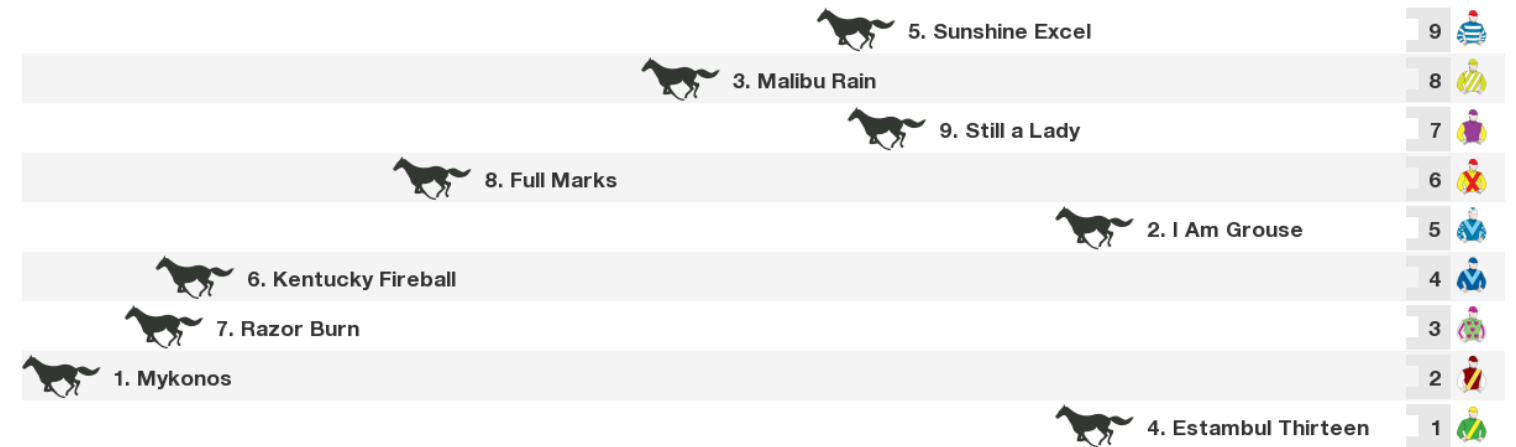 5. Sunshine Excel 9
3. Malibu Rain 8
9. Still a Lady 7
8. Full Marks 6
2. I Am Grouse 5
6. Kentucky Fireball 4
7. Razor Burn 3
1. Mykonos 2
4. Estambul Thirteen 1